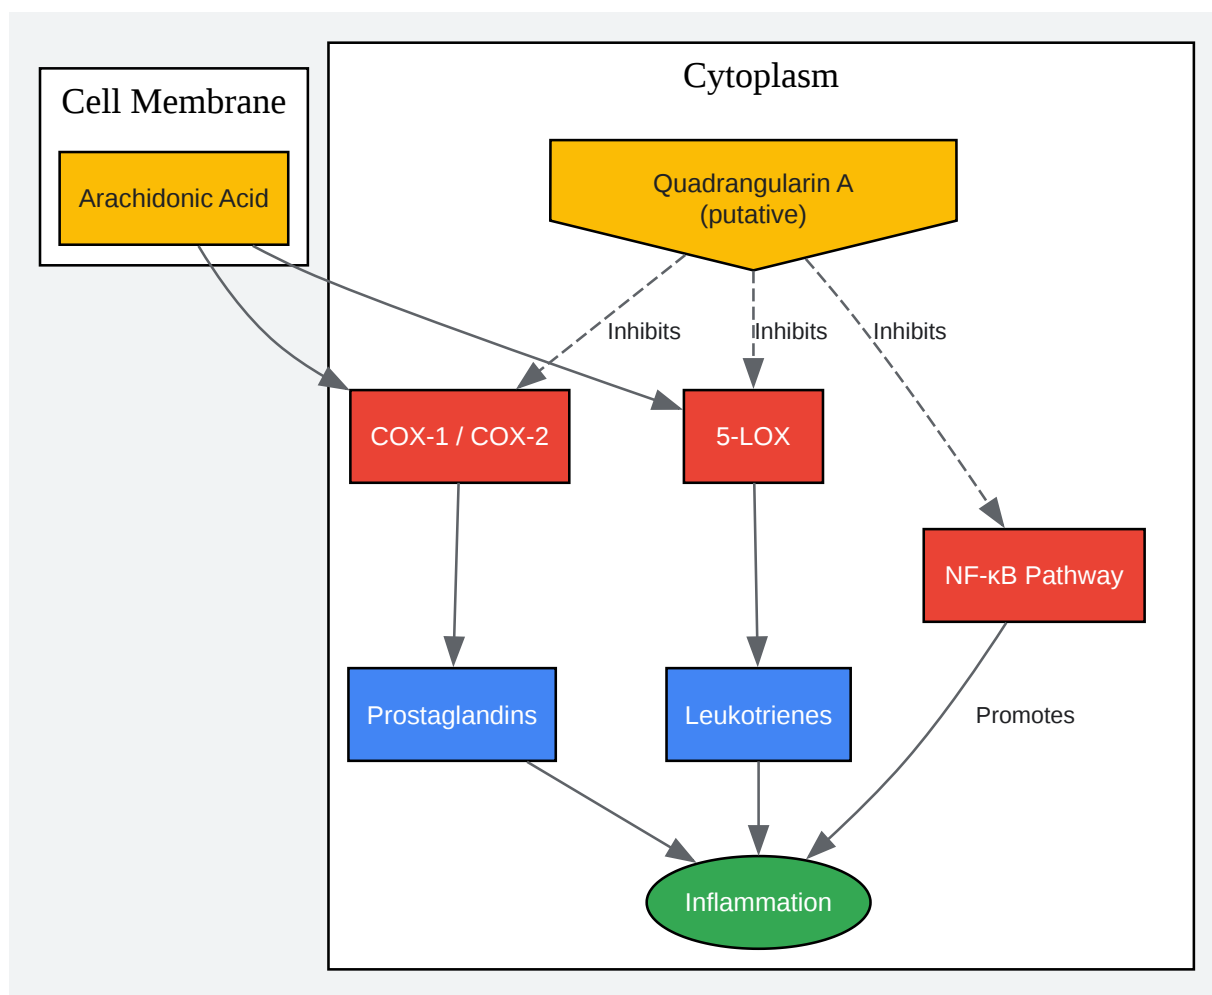 Cytoplasm
Cell Membrane
Arachidonic Acid
Quadrangularin A
(putative)
Inhibits
Inhibits
Inhibits
COX-1 / COX-2
5-LOX
NF-κB Pathway
Prostaglandins
Leukotrienes
Promotes
Inflammation